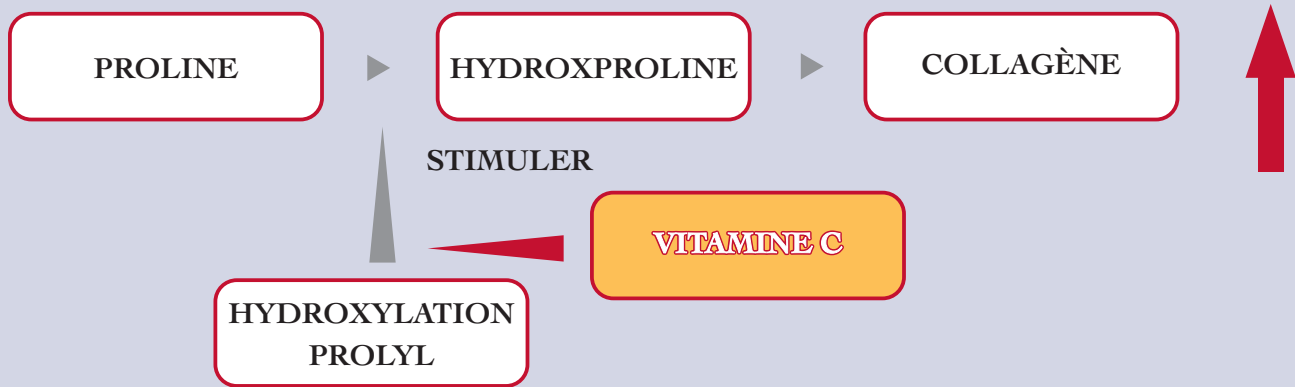 PROLINE
HYDROXPROLINE
COLLAGÈNE
STIMULER
VITAMINE C
HYDROXYLATION
PROLYL